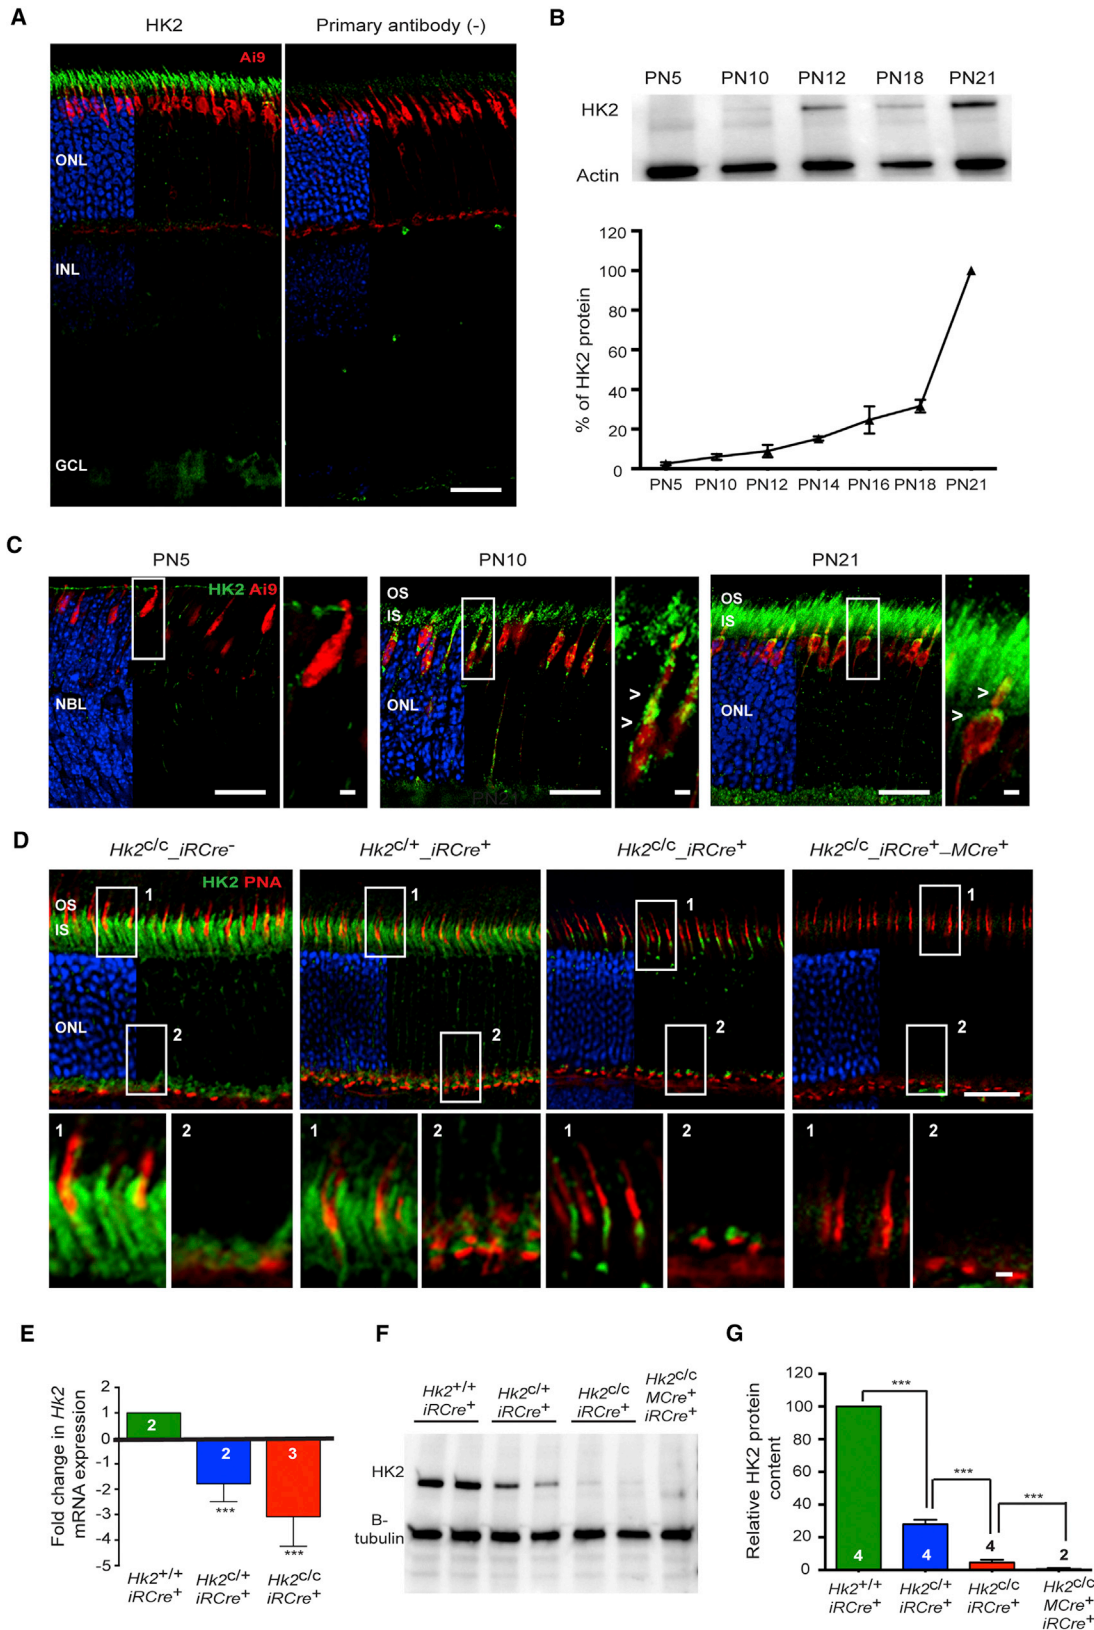 A
HK2
Primary antibody (-)
Ai9
ONL
INL
GCL
B
PN5 PN10 PN12 PN18 PN21
HK2
Actin
% of HK2 protein
120
100
80
60
40
20
0
PN5 PN10 PN12 PN14 PN16 PN18 PN21
C
PN5
HK2 Ai9
NBL
PN10
OS
IS
ONL
>
>
PN21
PN21
OS
IS
ONL
>
>
D
Hk2c/c_iRCre-
Hk2c/+_iRCre+
Hk2c/c_iRCre+
Hk2c/c_iRCre+_MCre+
HK2 PNA
OS
IS
ONL
1
2
1
2
1
2
1
2
1 2 1 2 1 2 1 2
E
Fold change in Hk2
mRNA expression
2
1
0
-1
-2
-3
-4
-5
2
2
3
***
***
Hk2+/+
iRCre+
Hk2c/+
iRCre+
Hk2c/c
iRCre+
F
Hk2+/+
iRCre+
Hk2c/+
iRCre+
Hk2c/c
iRCre+
Hk2c/c
MCre+
iRCre+
HK2
B-
tubulin
G
Relative HK2 protein
content
120
100
80
60
40
20
0
***
***
***
4
4
4
2
Hk2+/+
iRCre+
Hk2c/+
iRCre+
Hk2c/c
iRCre+
Hk2c/c
MCre+
iRCre+